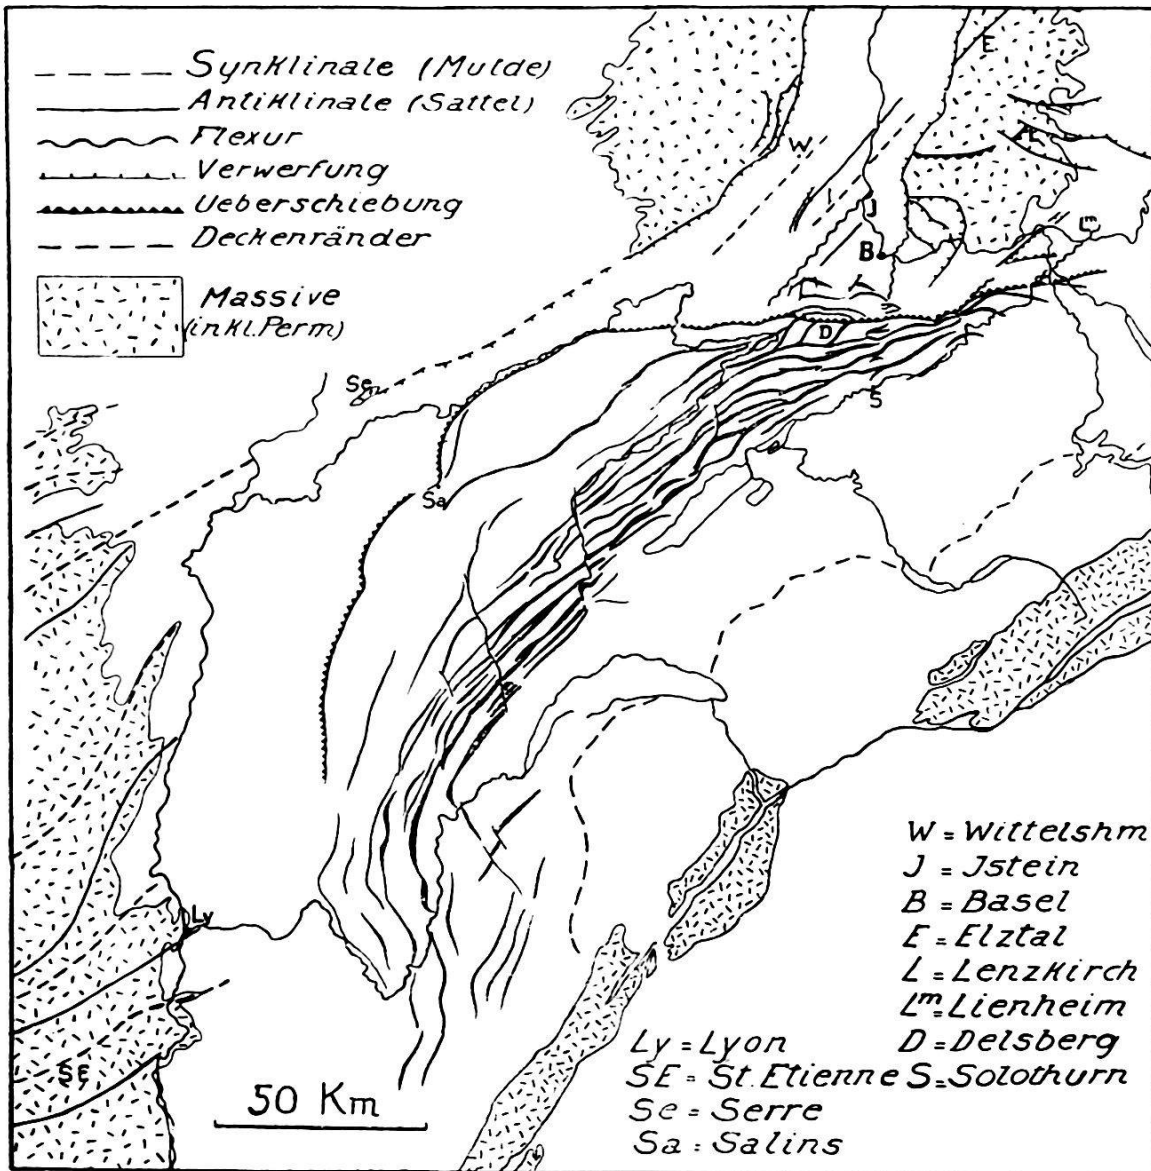 Synklinale (Mulde)
Antiklinale (Sattel)
Flexur
Verwerfung
Ueberschiebung
Deckenränder
Massive
(inkl. Perm)
E
W
J
Lm
B
D
Se
S
Sa
Ly
SE
W = Wittelshm
J = Jstein
B = Basel
E = Elztal
L = Lenzkirch
Lm = Lienheim
D = Delsberg
Ly = Lyon
SE = St. Etienne S = Solothurn
Se = Serre
Sa = Salins
50 Km